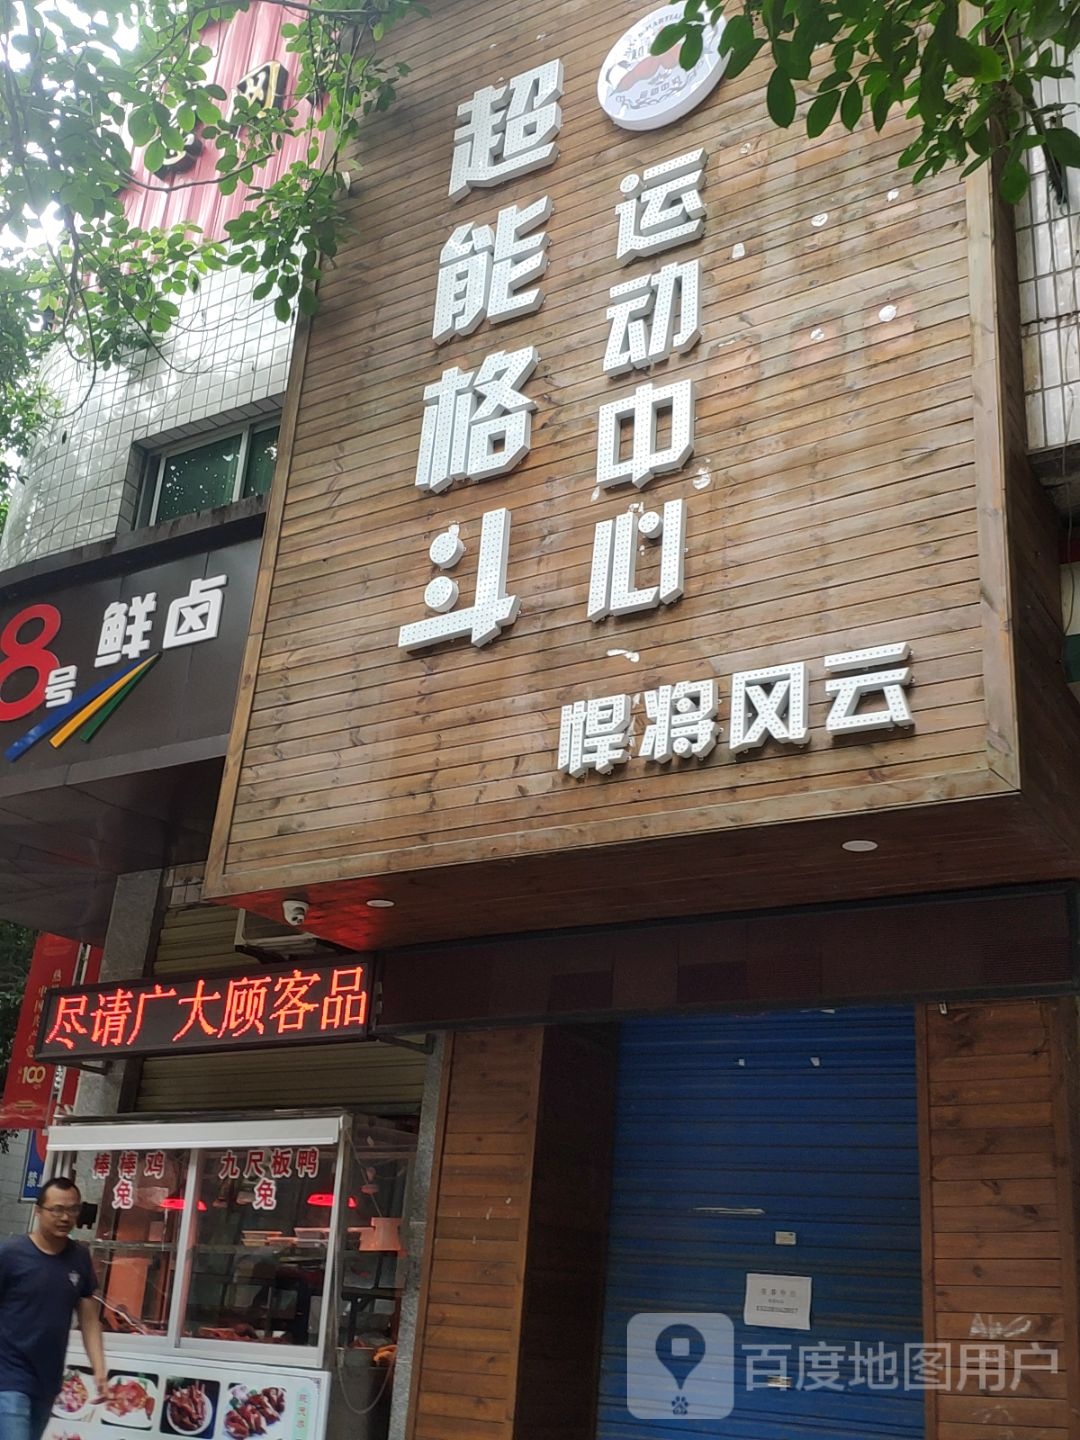 网
超能格斗
运动中心
悍将风云
8号 鲜卤
尽请广大顾客品
100
棒棒鸡
兔
九尺板鸭
兔
百度地图用户